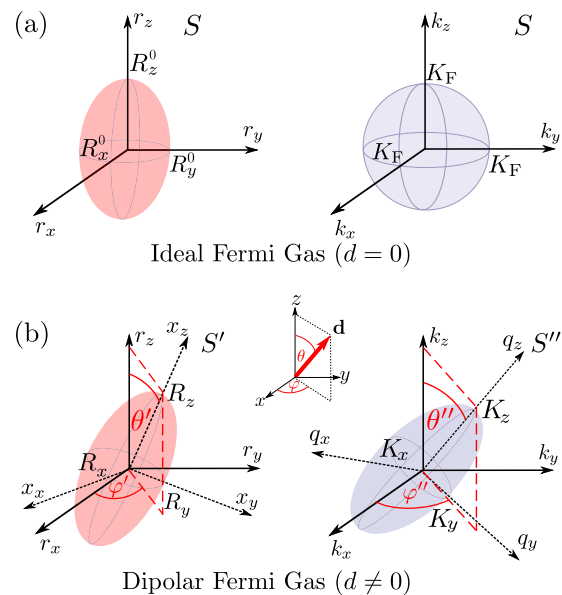 (a)
r_z
S
R_z^0
R_x^0
R_y^0
r_y
r_x
k_z
S
K_F
K_F
K_F
k_y
k_x
Ideal Fermi Gas (d = 0)
(b)
r_z
x_z
S′
R_z
θ′
R_x
r_y
x_x
φ′
R_y
x_y
r_x
z
d
θ
y
φ
x
k_z
q_z
S′′
θ′′
K_z
q_x
K_x
k_y
φ′′
K_y
k_x
q_y
Dipolar Fermi Gas (d ≠ 0)